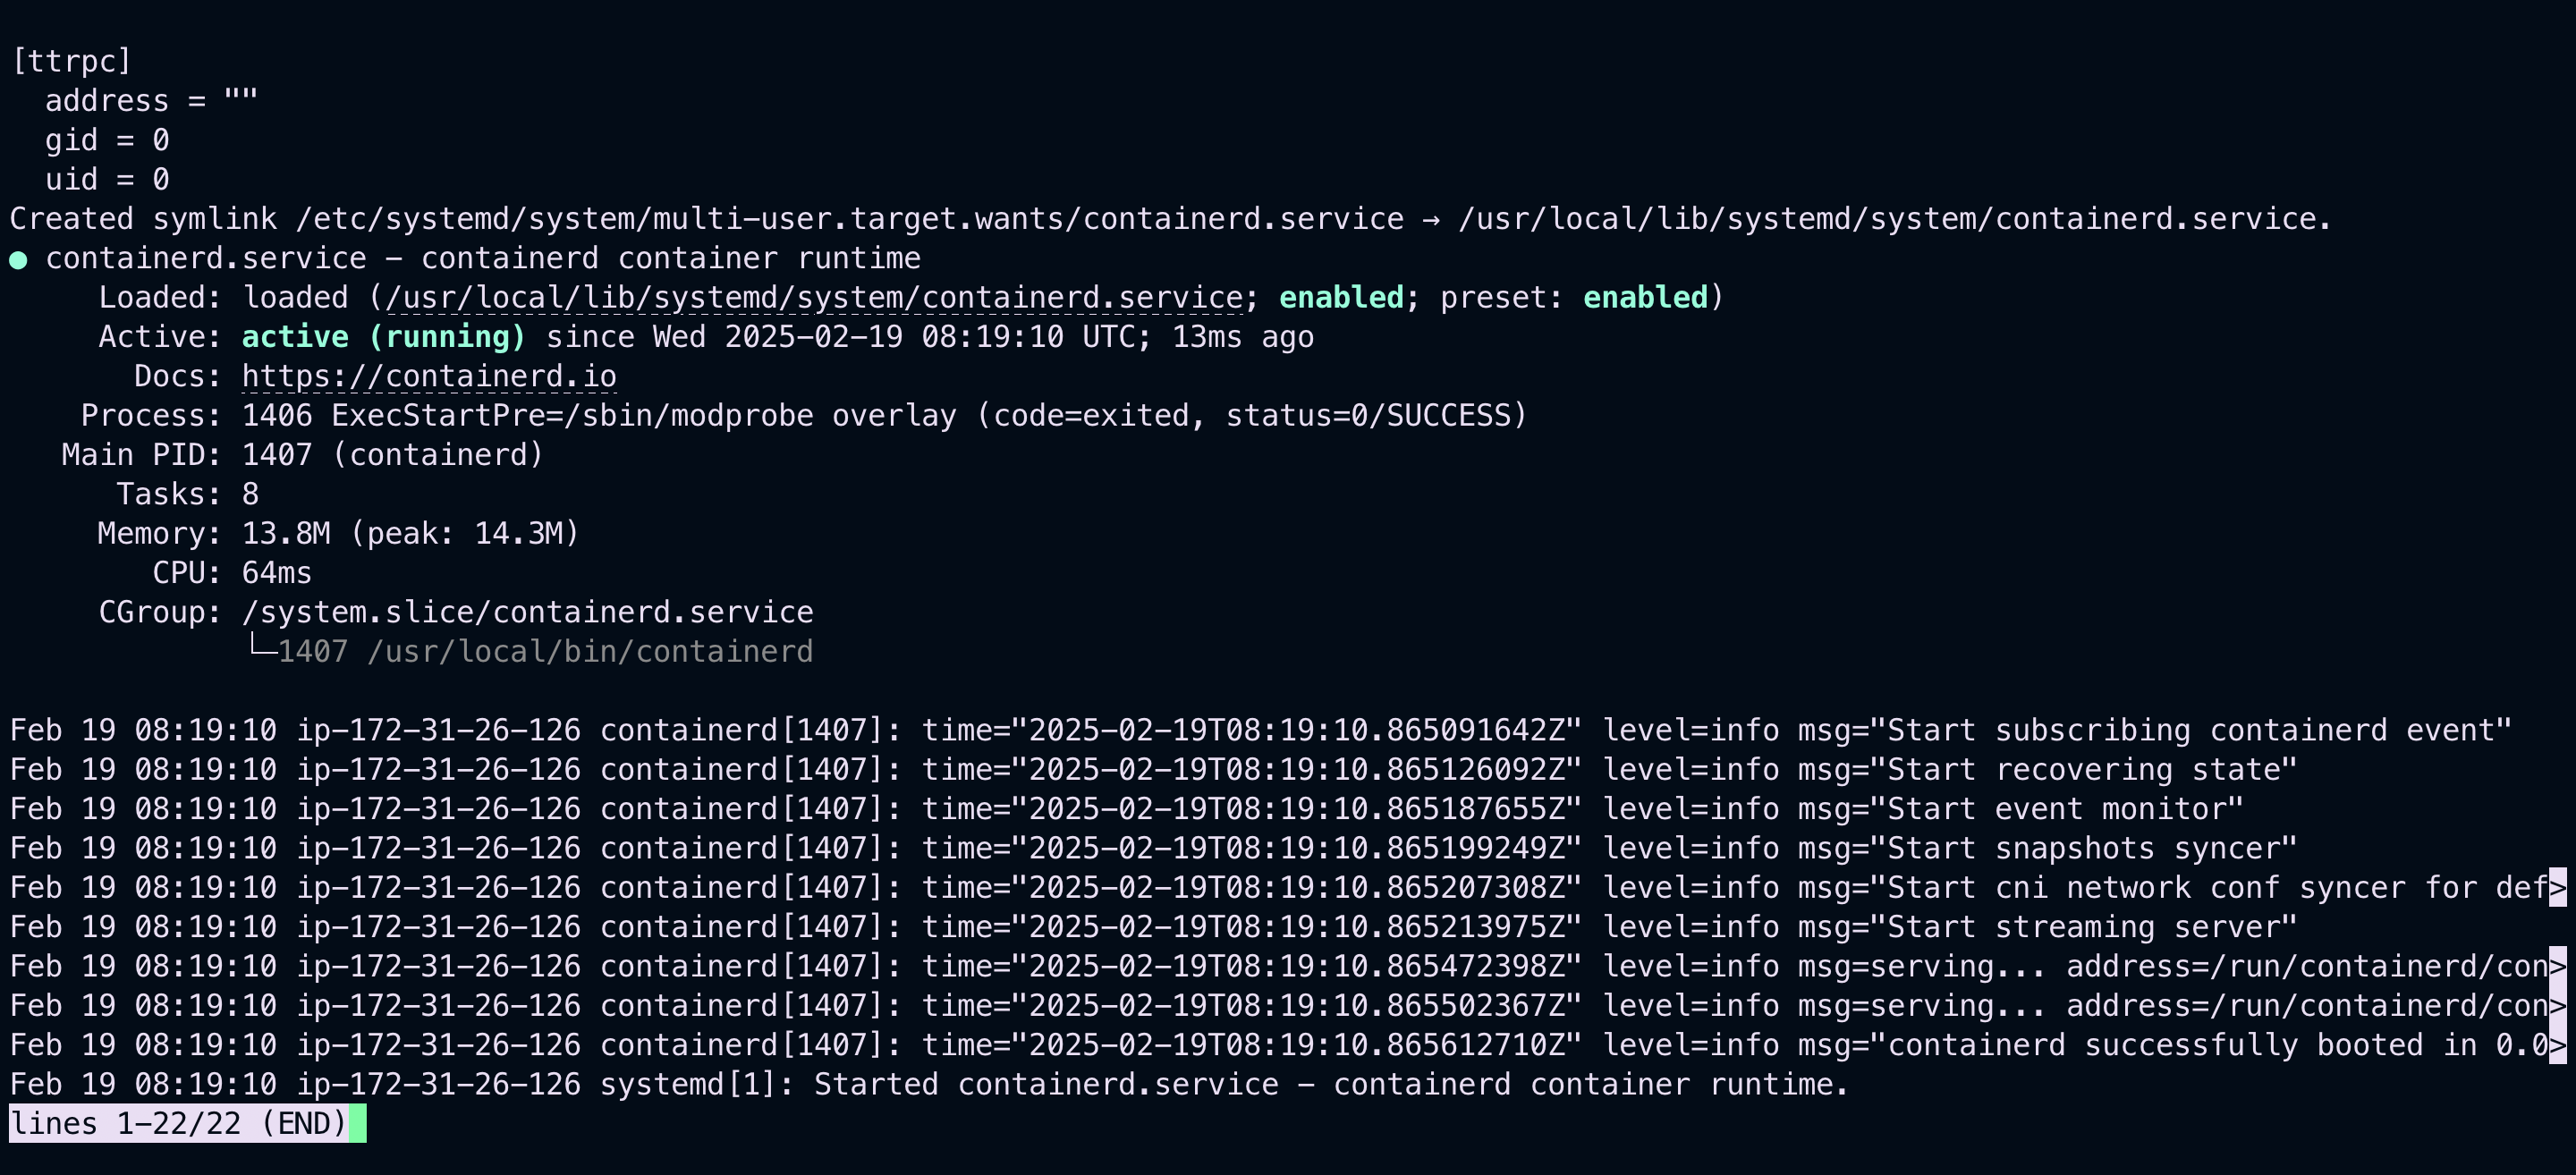 [ttrpc]
  address = ""
  gid = 0
  uid = 0
Created symlink /etc/systemd/system/multi-user.target.wants/containerd.service → /usr/local/lib/systemd/system/containerd.service.
● containerd.service - containerd container runtime
     Loaded: loaded (/usr/local/lib/systemd/system/containerd.service; enabled; preset: enabled)
     Active: active (running) since Wed 2025-02-19 08:19:10 UTC; 13ms ago
       Docs: https://containerd.io
    Process: 1406 ExecStartPre=/sbin/modprobe overlay (code=exited, status=0/SUCCESS)
   Main PID: 1407 (containerd)
      Tasks: 8
     Memory: 13.8M (peak: 14.3M)
        CPU: 64ms
     CGroup: /system.slice/containerd.service
             └─1407 /usr/local/bin/containerd

Feb 19 08:19:10 ip-172-31-26-126 containerd[1407]: time="2025-02-19T08:19:10.865091642Z" level=info msg="Start subscribing containerd event"
Feb 19 08:19:10 ip-172-31-26-126 containerd[1407]: time="2025-02-19T08:19:10.865126092Z" level=info msg="Start recovering state"
Feb 19 08:19:10 ip-172-31-26-126 containerd[1407]: time="2025-02-19T08:19:10.865187655Z" level=info msg="Start event monitor"
Feb 19 08:19:10 ip-172-31-26-126 containerd[1407]: time="2025-02-19T08:19:10.865199249Z" level=info msg="Start snapshots syncer"
Feb 19 08:19:10 ip-172-31-26-126 containerd[1407]: time="2025-02-19T08:19:10.865207308Z" level=info msg="Start cni network conf syncer for def>
Feb 19 08:19:10 ip-172-31-26-126 containerd[1407]: time="2025-02-19T08:19:10.865213975Z" level=info msg="Start streaming server"
Feb 19 08:19:10 ip-172-31-26-126 containerd[1407]: time="2025-02-19T08:19:10.865472398Z" level=info msg=serving... address=/run/containerd/con>
Feb 19 08:19:10 ip-172-31-26-126 containerd[1407]: time="2025-02-19T08:19:10.865502367Z" level=info msg=serving... address=/run/containerd/con>
Feb 19 08:19:10 ip-172-31-26-126 containerd[1407]: time="2025-02-19T08:19:10.865612710Z" level=info msg="containerd successfully booted in 0.0>
Feb 19 08:19:10 ip-172-31-26-126 systemd[1]: Started containerd.service - containerd container runtime.
lines 1-22/22 (END)